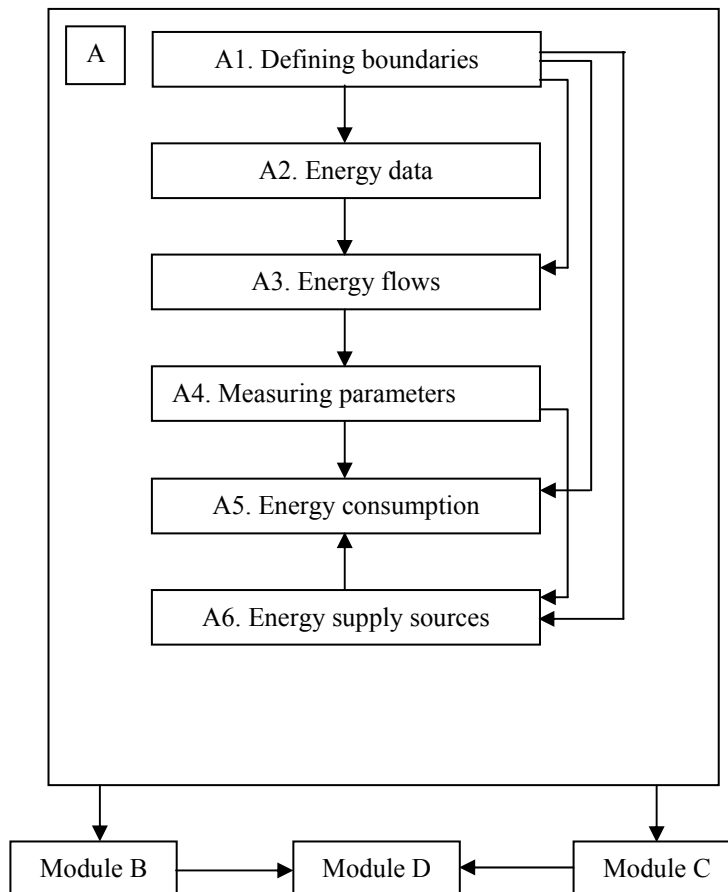 A
A1. Defining boundaries
A2. Energy data
A3. Energy flows
A4. Measuring parameters
A5. Energy consumption
A6. Energy supply sources
Module B
Module D
Module C